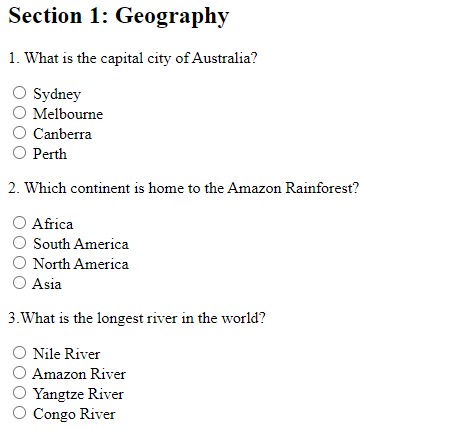 Section 1: Geography
1. What is the capital city of Australia?
Sydney
Melbourne
Canberra
Perth
2. Which continent is home to the Amazon Rainforest?
Africa
South America
North America
Asia
3.What is the longest river in the world?
Nile River
Amazon River
Yangtze River
Congo River